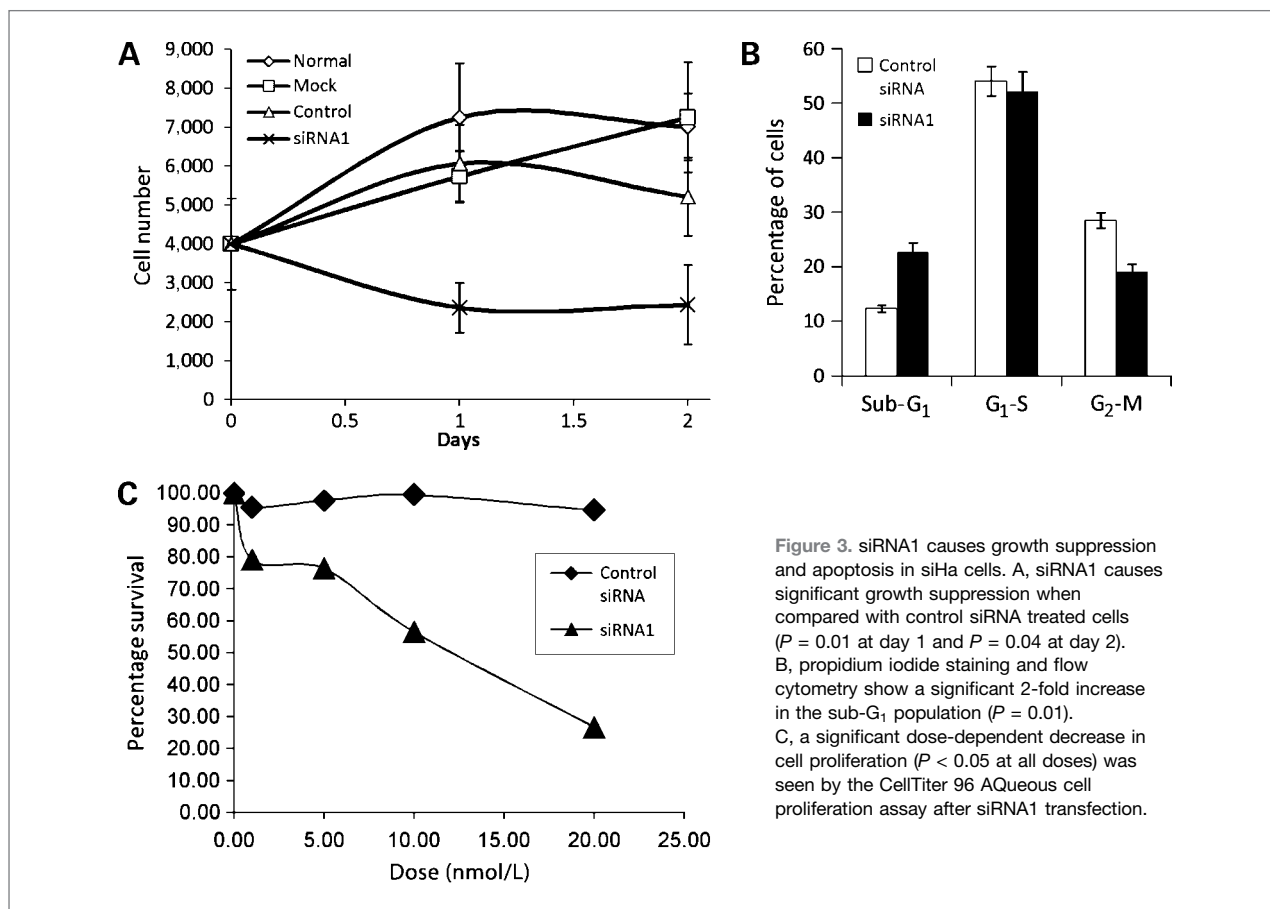 A
9,000
8,000
7,000
6,000
5,000
4,000
3,000
2,000
1,000
0
Cell number
Normal
Mock
Control
siRNA1
0
0.5
1
1.5
2
Days
B
60
50
40
30
20
10
0
Percentage of cells
Control
siRNA
siRNA1
Sub-G₁
G₁-S
G₂-M
C
100.00
90.00
80.00
70.00
60.00
50.00
40.00
30.00
20.00
10.00
0.00
Percentage survival
Control
siRNA
siRNA1
0.00
5.00
10.00
15.00
20.00
25.00
Dose (nmol/L)
Figure 3. siRNA1 causes growth suppression
and apoptosis in siHa cells. A, siRNA1 causes
significant growth suppression when
compared with control siRNA treated cells
(P = 0.01 at day 1 and P = 0.04 at day 2).
B, propidium iodide staining and flow
cytometry show a significant 2-fold increase
in the sub-G₁ population (P = 0.01).
C, a significant dose-dependent decrease in
cell proliferation (P < 0.05 at all doses) was
seen by the CellTiter 96 AQueous cell
proliferation assay after siRNA1 transfection.